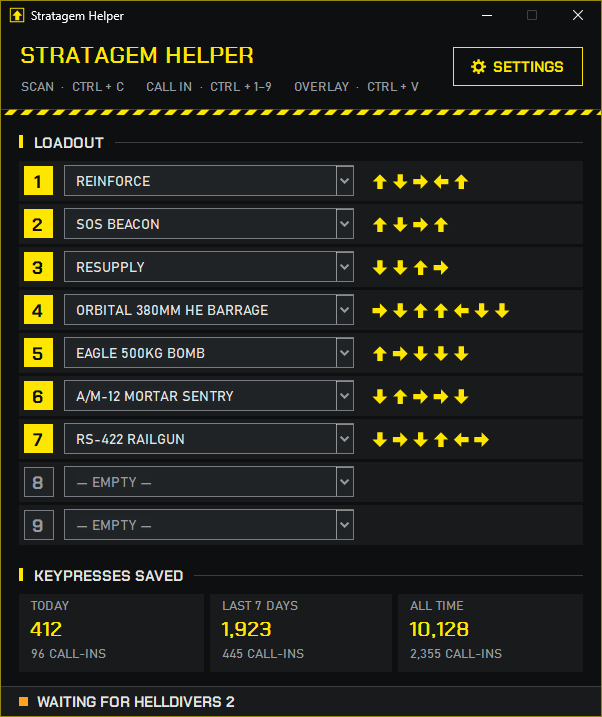 Stratagem Helper
STRATAGEM HELPER
SETTINGS
SCAN · CTRL + C CALL IN · CTRL + 1–9 OVERLAY · CTRL + V
LOADOUT
1 REINFORCE
2 SOS BEACON
3 RESUPPLY
4 ORBITAL 380MM HE BARRAGE
5 EAGLE 500KG BOMB
6 A/M-12 MORTAR SENTRY
7 RS-422 RAILGUN
8 — EMPTY —
9 — EMPTY —
KEYPRESSES SAVED
TODAY
412
96 CALL-INS
LAST 7 DAYS
1,923
445 CALL-INS
ALL TIME
10,128
2,355 CALL-INS
WAITING FOR HELLDIVERS 2